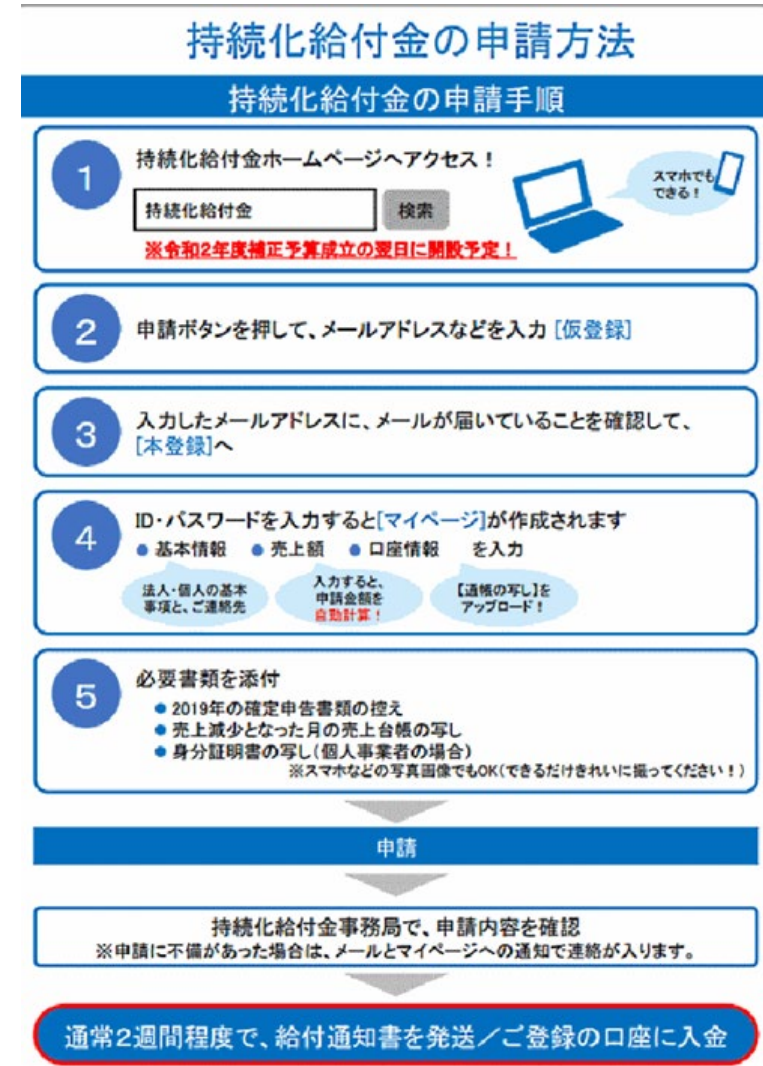 持続化給付金の申請方法
持続化給付金の申請手順
1
持続化給付金ホームページへアクセス！
持続化給付金
検索
スマホでも
できる！
※令和2年度補正予算成立の翌日に開設予定！
2
申請ボタンを押して、メールアドレスなどを入力 [仮登録]
3
入力したメールアドレスに、メールが届いていることを確認して、
[本登録]へ
4
ID・パスワードを入力すると[マイページ]が作成されます
● 基本情報 ● 売上額 ● 口座情報 を入力
法人・個人の基本
事項と、ご連絡先
入力すると、
申請金額を
自動計算！
【通帳の写し】を
アップロード！
5
必要書類を添付
● 2019年の確定申告書類の控え
● 売上減少となった月の売上台帳の写し
● 身分証明書の写し(個人事業者の場合)
※スマホなどの写真画像でもOK(できるだけきれいに撮ってください！)
申請
持続化給付金事務局で、申請内容を確認
※申請に不備があった場合は、メールとマイページへの通知で連絡が入ります。
通常2週間程度で、給付通知書を発送／ご登録の口座に入金